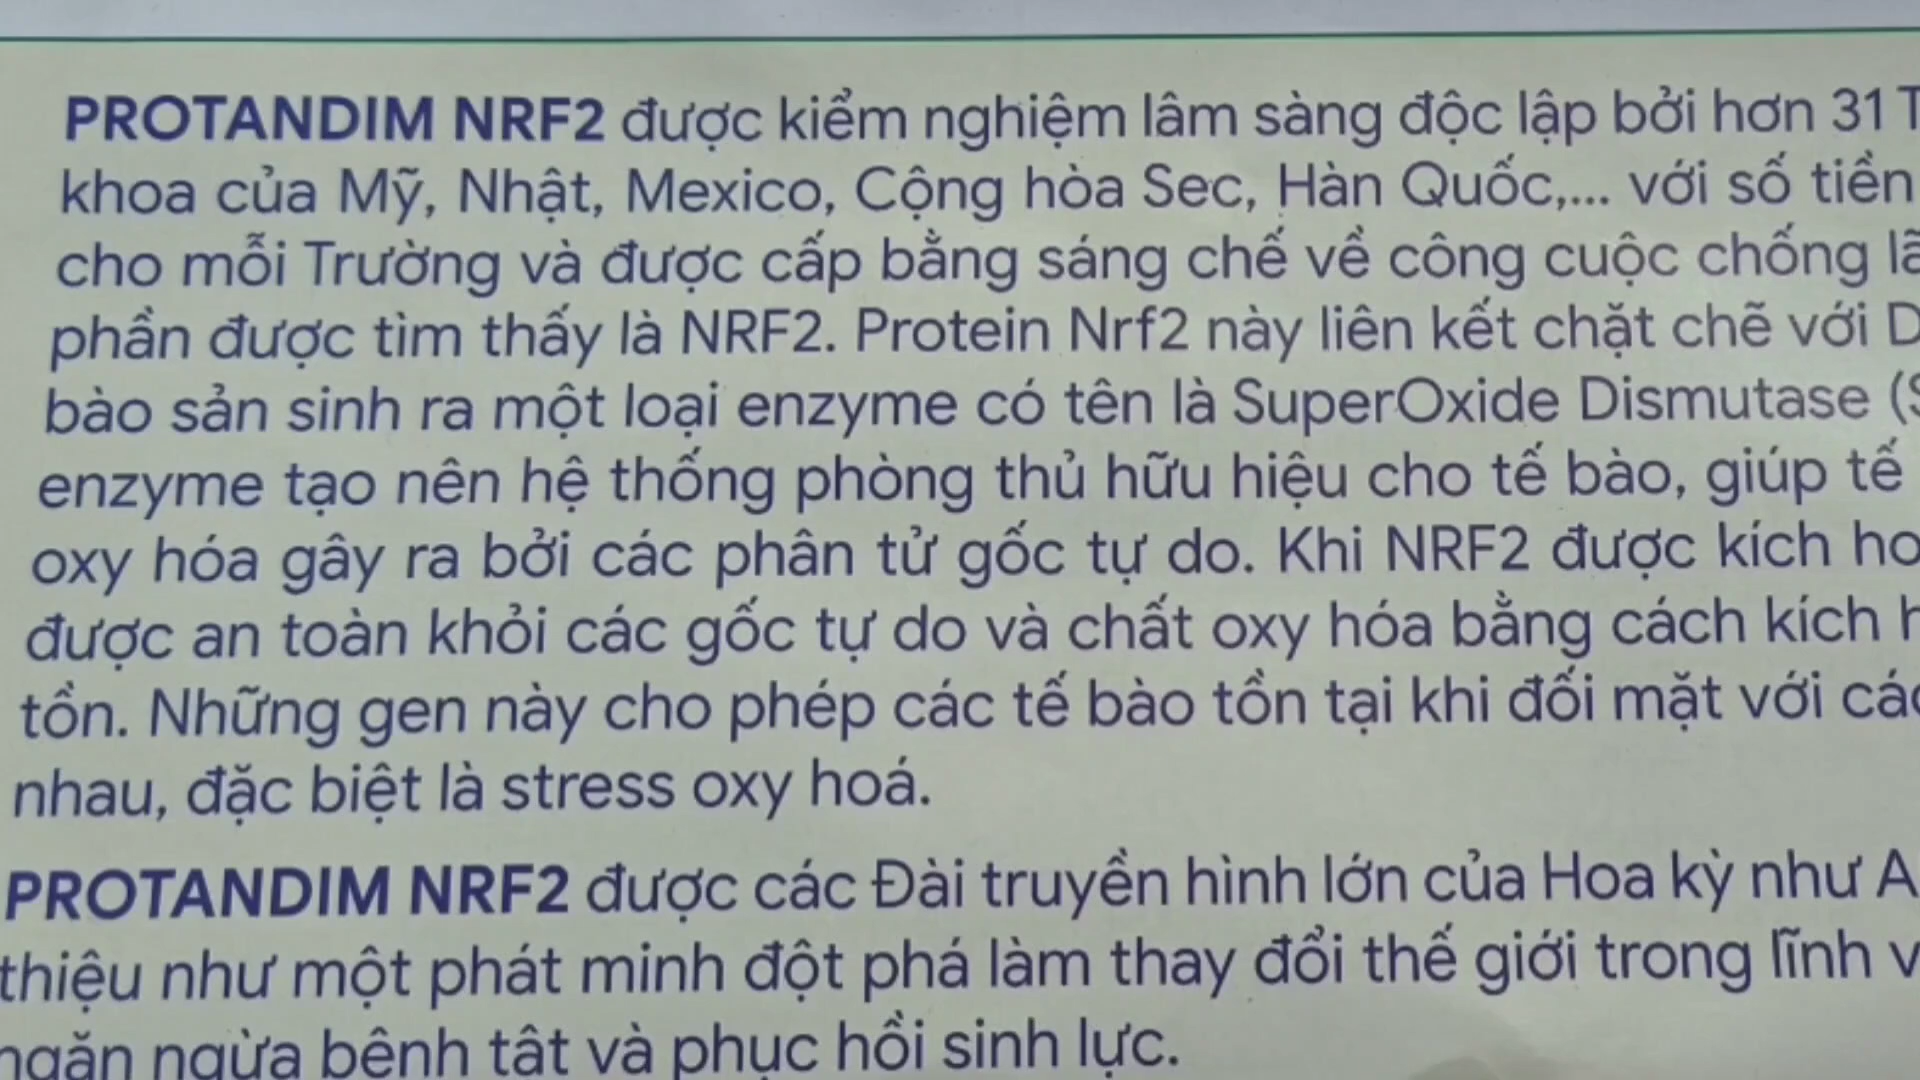 PROTANDIM NRF2 được kiểm nghiệm lâm sàng độc lập bởi hơn 31
khoa của Mỹ, Nhật, Mexico, Cộng hòa Sec, Hàn Quốc,... với số tiền
cho mỗi Trường và được cấp bằng sáng chế về công cuộc chống
phần được tìm thấy là NRF2. Protein Nrf2 này liên kết chặt chẽ với
bào sản sinh ra một loại enzyme có tên là SuperOxide Dismutase
enzyme tạo nên hệ thống phòng thủ hữu hiệu cho tế bào, giúp tế
oxy hóa gây ra bởi các phân tử gốc tự do. Khi NRF2 được kích
được an toàn khỏi các gốc tự do và chất oxy hóa bằng cách kích
tồn. Những gen này cho phép các tế bào tồn tại khi đối mặt với
nhau, đặc biệt là stress oxy hoá.
PROTANDIM NRF2 được các Đài truyền hình lớn của Hoa kỳ như
thiệu như một phát minh đột phá làm thay đổi thế giới trong lĩnh
ngăn ngừa bệnh tật và phục hồi sinh lực.